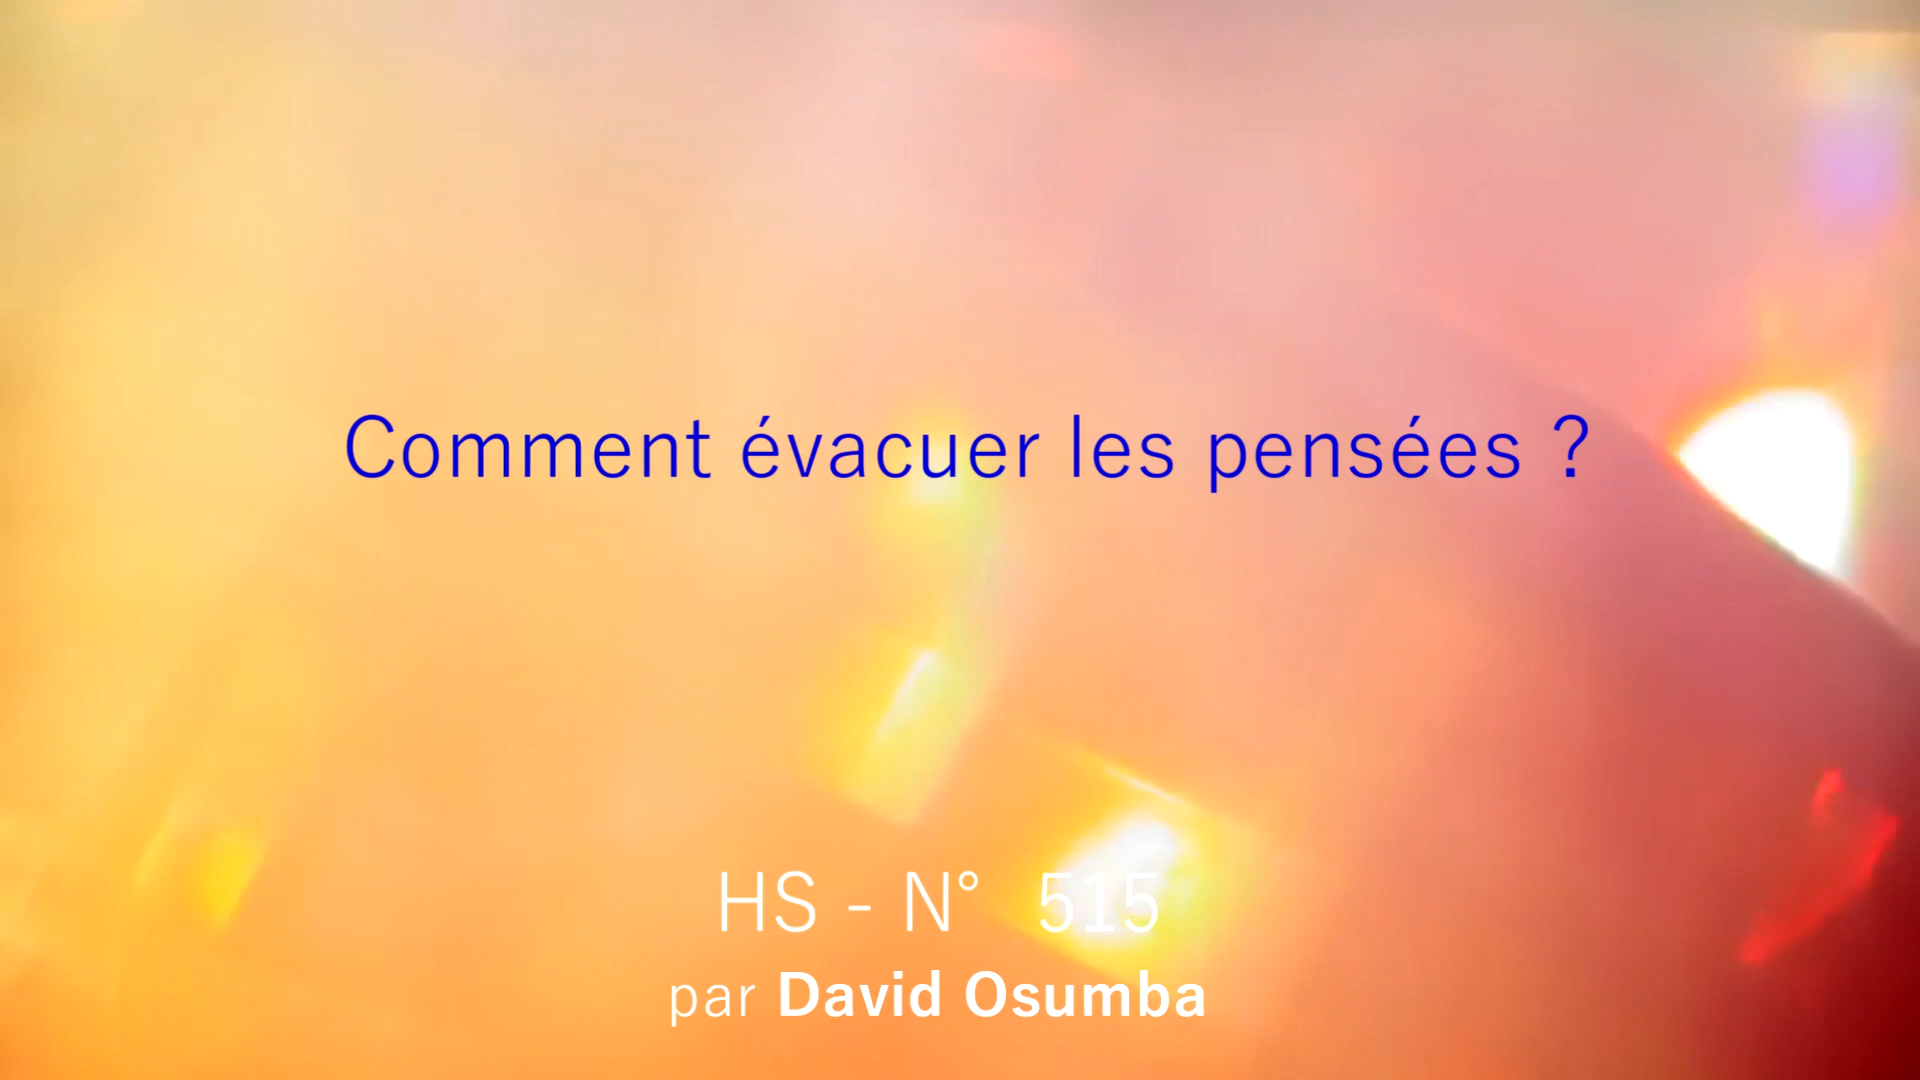 Comment évacuer les pensées ?
HS - N° 515
par David Osumba